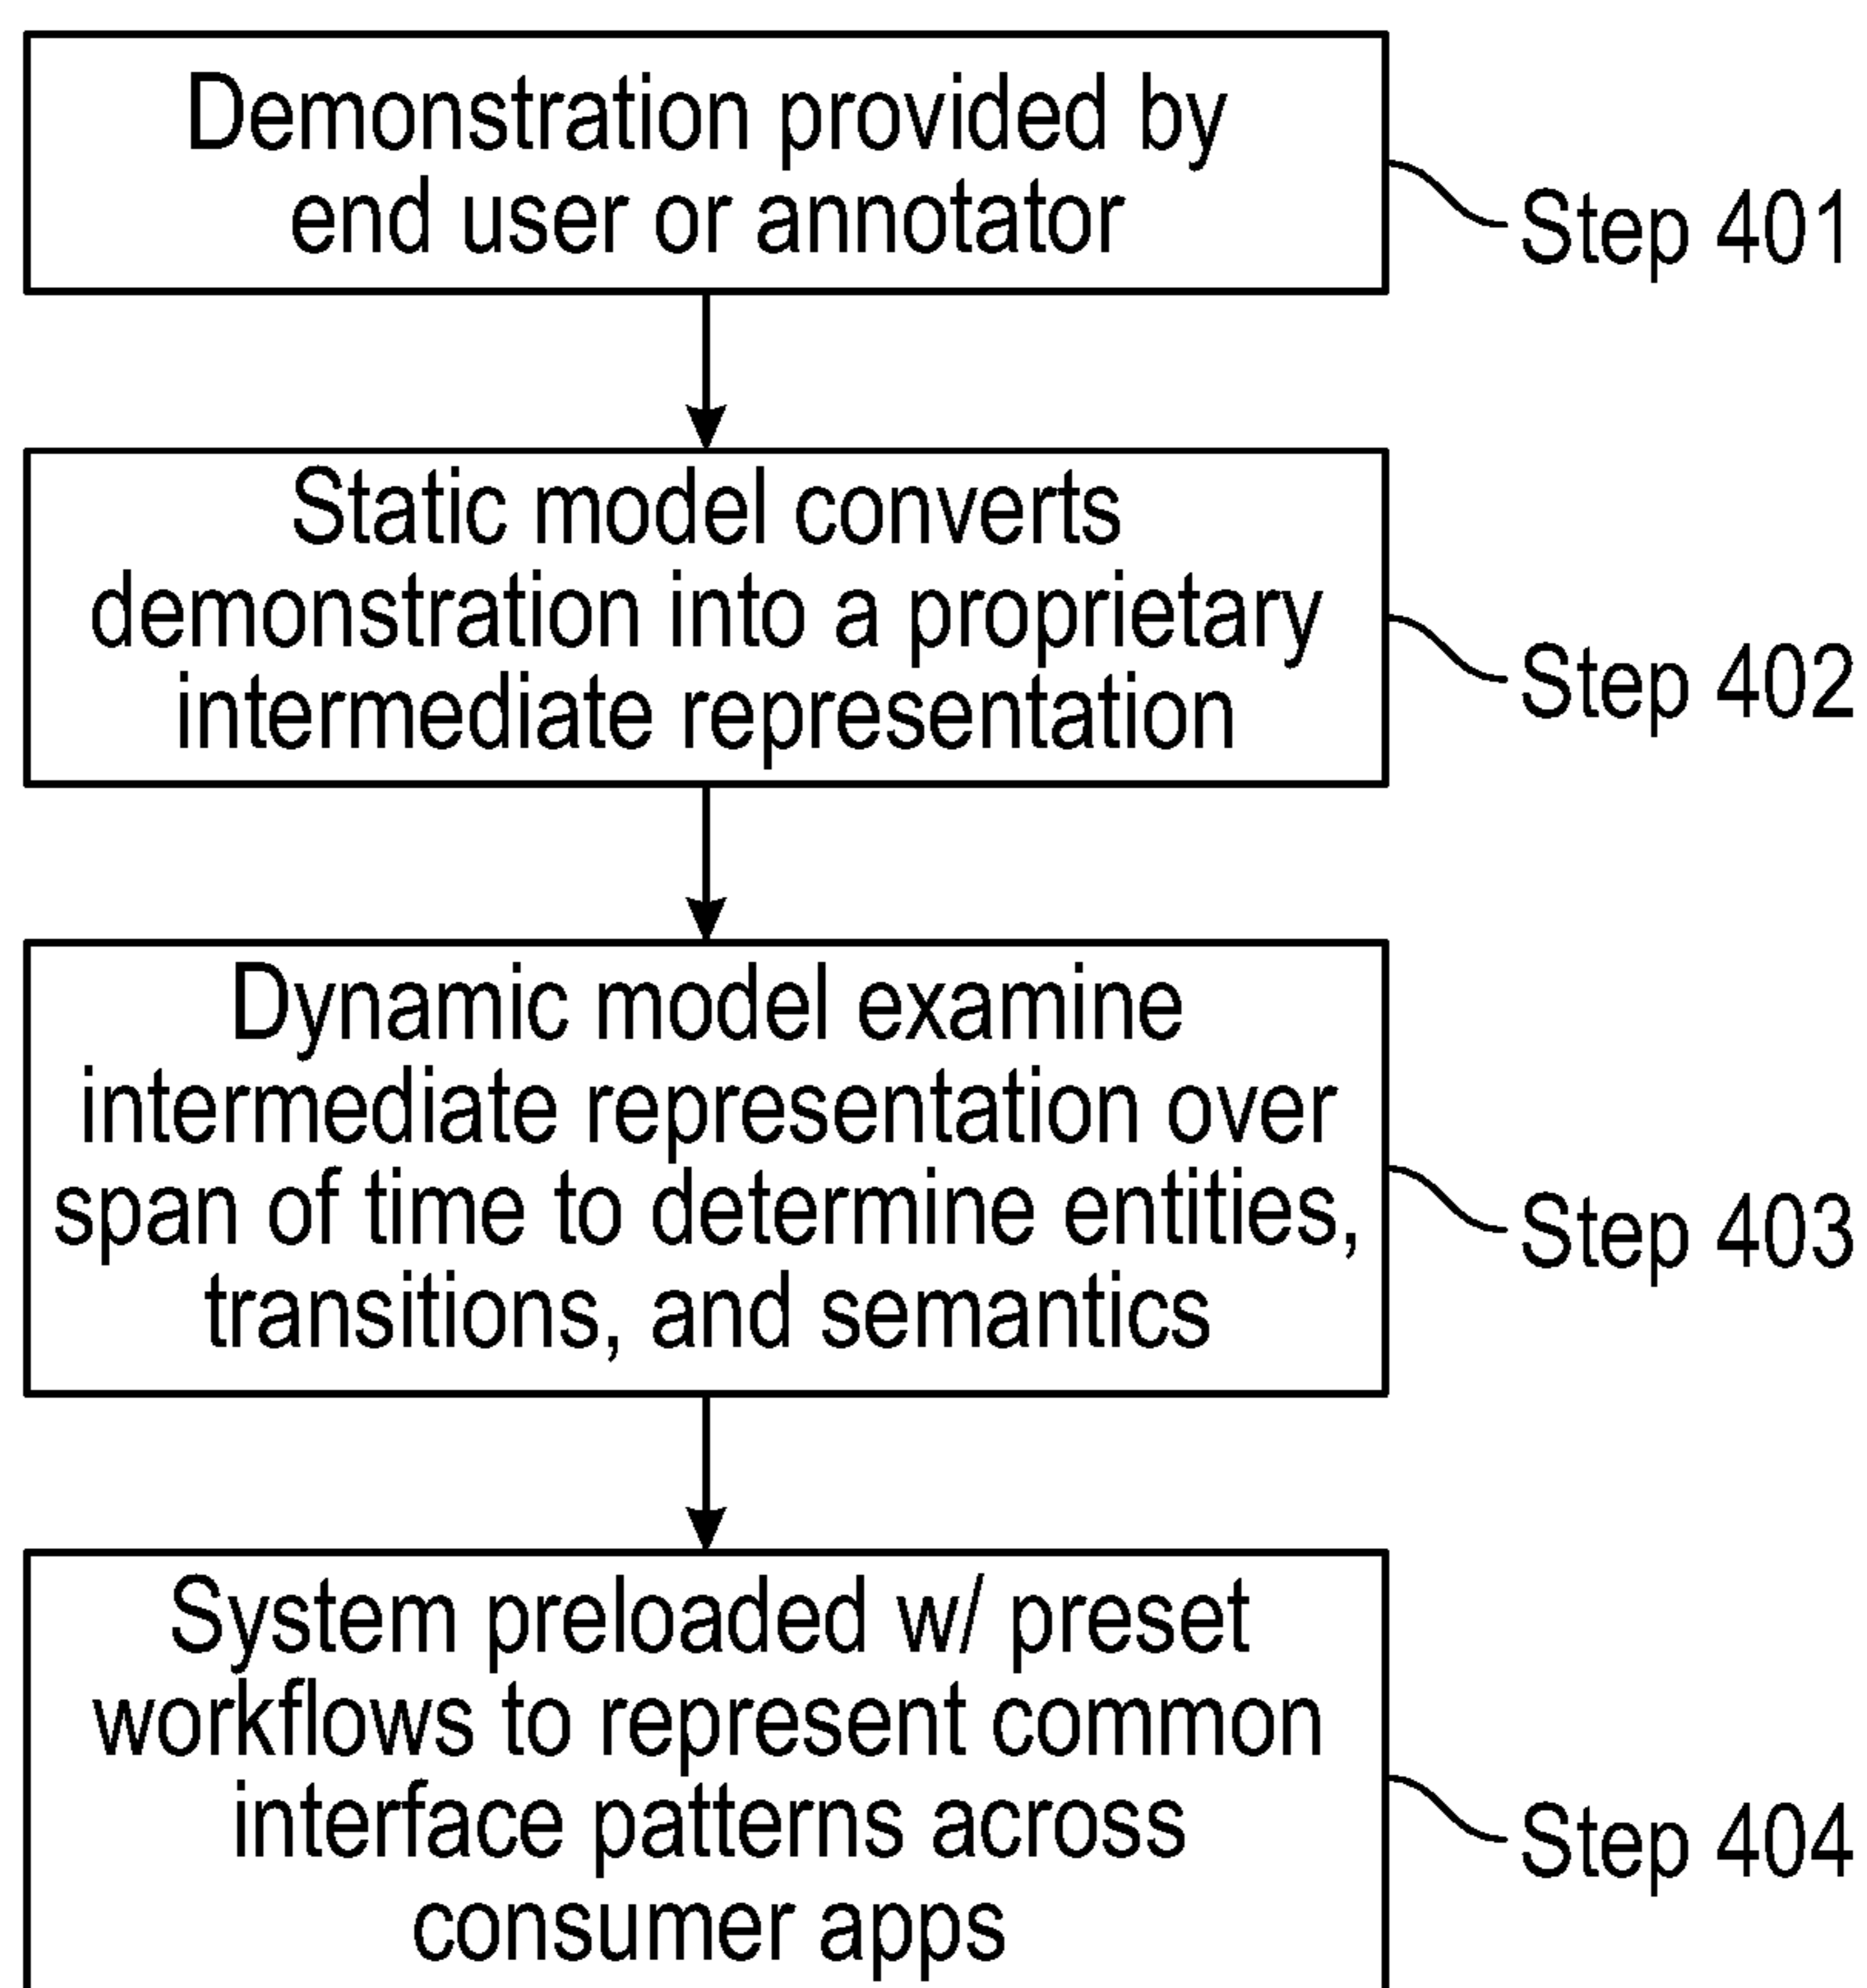 Demonstration provided by
end user or annotator
Step 401
Static model converts
demonstration into a proprietary
intermediate representation
Step 402
Dynamic model examine
intermediate representation over
span of time to determine entities,
transitions, and semantics
Step 403
System preloaded w/ preset
workflows to represent common
interface patterns across
consumer apps
Step 404